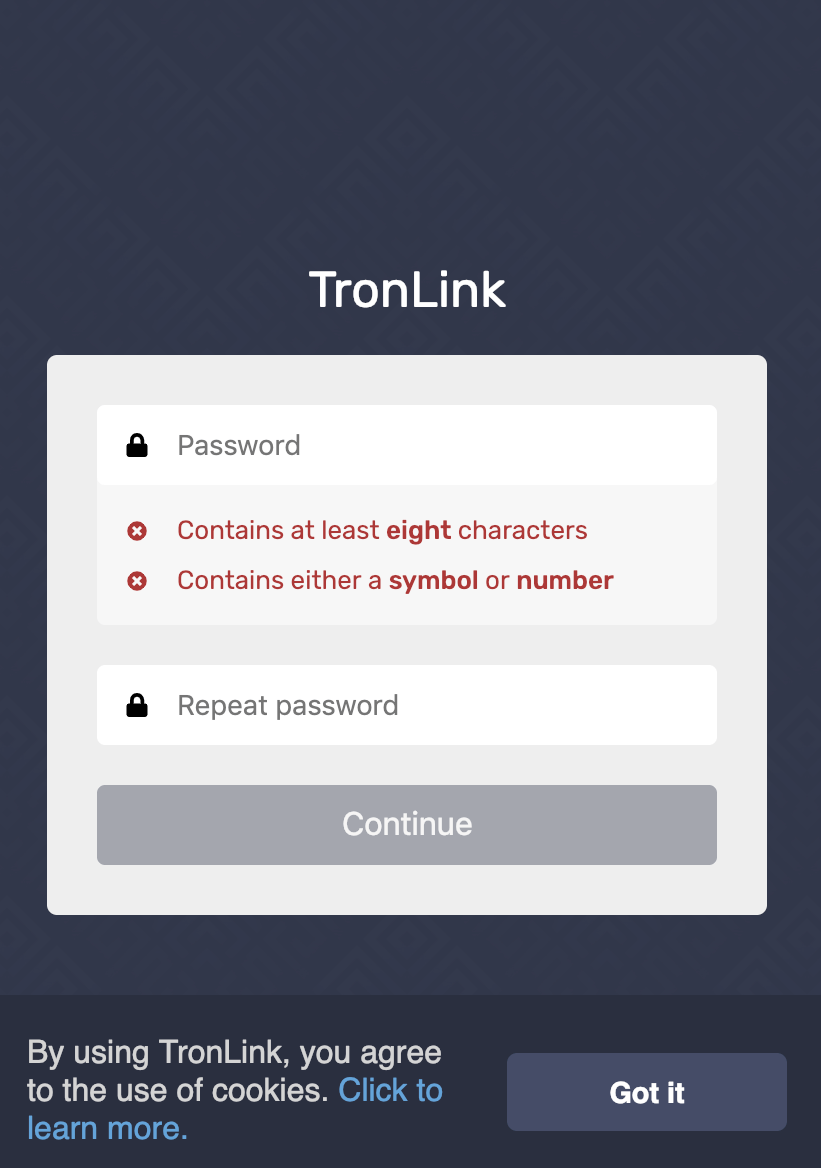 TronLink
Password
Contains at least eight characters
Contains either a symbol or number
Repeat password
Continue
By using TronLink, you agree
to the use of cookies. Click to
learn more.
Got it